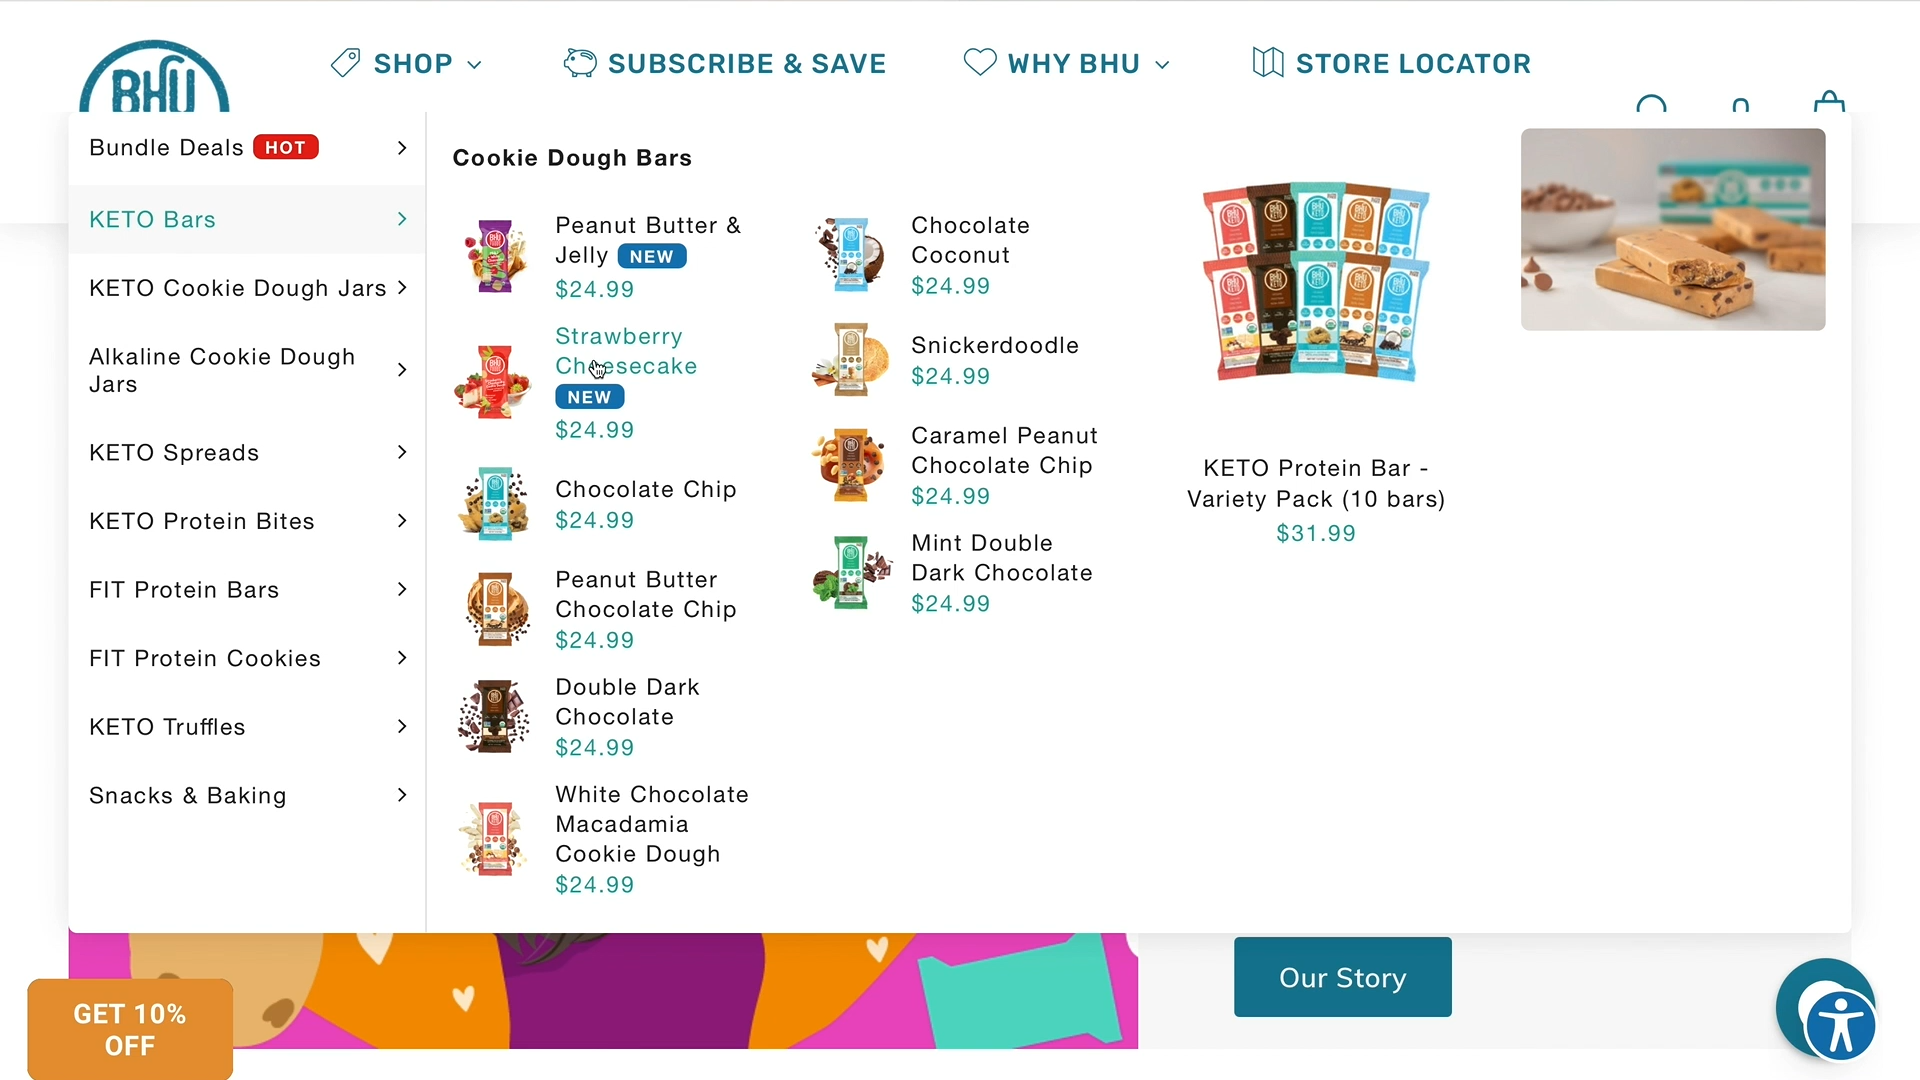 BHU
SHOP
SUBSCRIBE & SAVE
WHY BHU
STORE LOCATOR
Bundle Deals HOT
KETO Bars
KETO Cookie Dough Jars
Alkaline Cookie Dough
Jars
KETO Spreads
KETO Protein Bites
FIT Protein Bars
FIT Protein Cookies
KETO Truffles
Snacks & Baking
Cookie Dough Bars
Peanut Butter &
Jelly NEW
$24.99
Strawberry
Cheesecake
NEW
$24.99
Chocolate Chip
$24.99
Peanut Butter
Chocolate Chip
$24.99
Double Dark
Chocolate
$24.99
White Chocolate
Macadamia
Cookie Dough
$24.99
Chocolate
Coconut
$24.99
Snickerdoodle
$24.99
Caramel Peanut
Chocolate Chip
$24.99
Mint Double
Dark Chocolate
$24.99
KETO Protein Bar -
Variety Pack (10 bars)
$31.99
Our Story
GET 10%
OFF